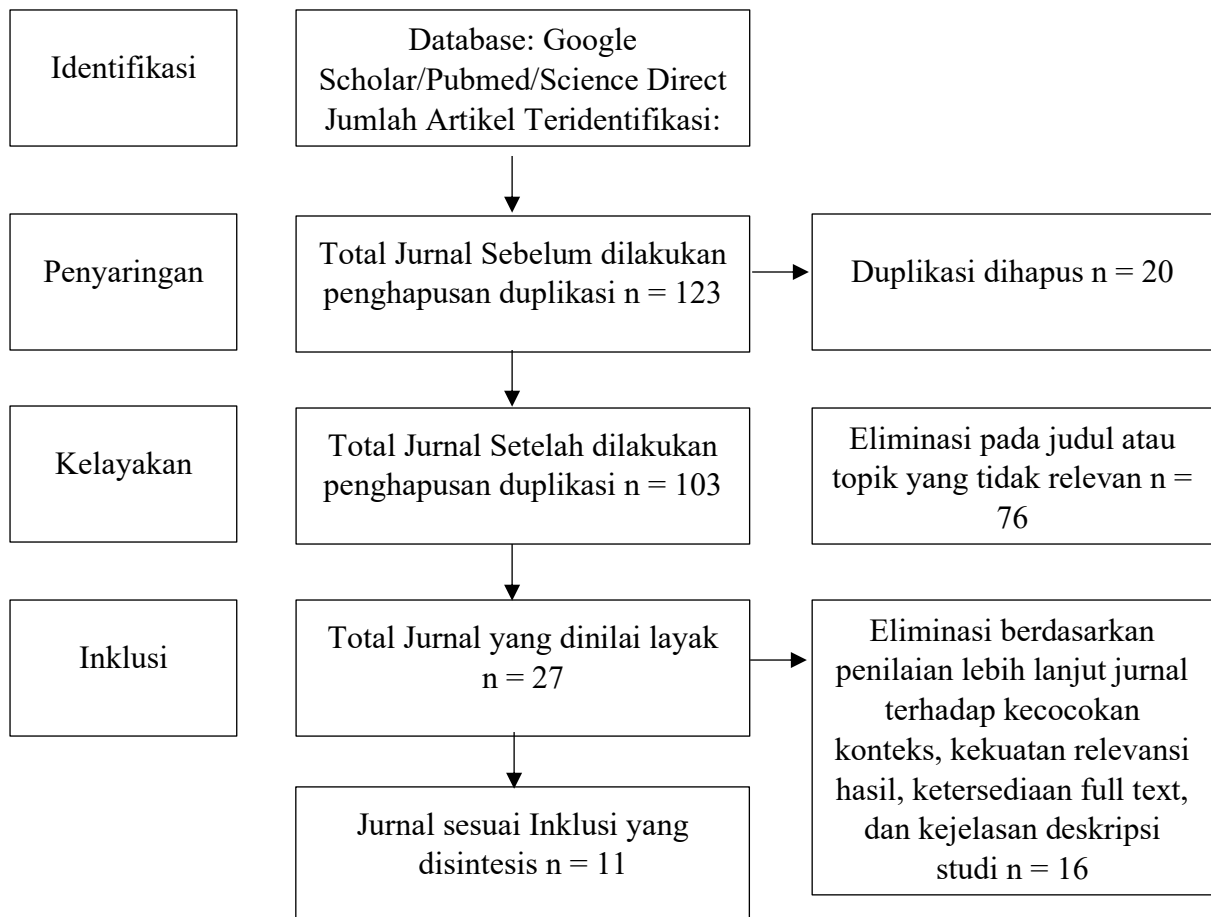 Identifikasi
Database: Google
Scholar/Pubmed/Science Direct
Jumlah Artikel Teridentifikasi:
Penyaringan
Total Jurnal Sebelum dilakukan
penghapusan duplikasi n = 123
Duplikasi dihapus n = 20
Kelayakan
Total Jurnal Setelah dilakukan
penghapusan duplikasi n = 103
Eliminasi pada judul atau
topik yang tidak relevan n =
76
Inklusi
Total Jurnal yang dinilai layak
n = 27
Eliminasi berdasarkan
penilaian lebih lanjut jurnal
terhadap kecocokan
konteks, kekuatan relevansi
hasil, ketersediaan full text,
dan kejelasan deskripsi
studi n = 16
Jurnal sesuai Inklusi yang
disintesis n = 11